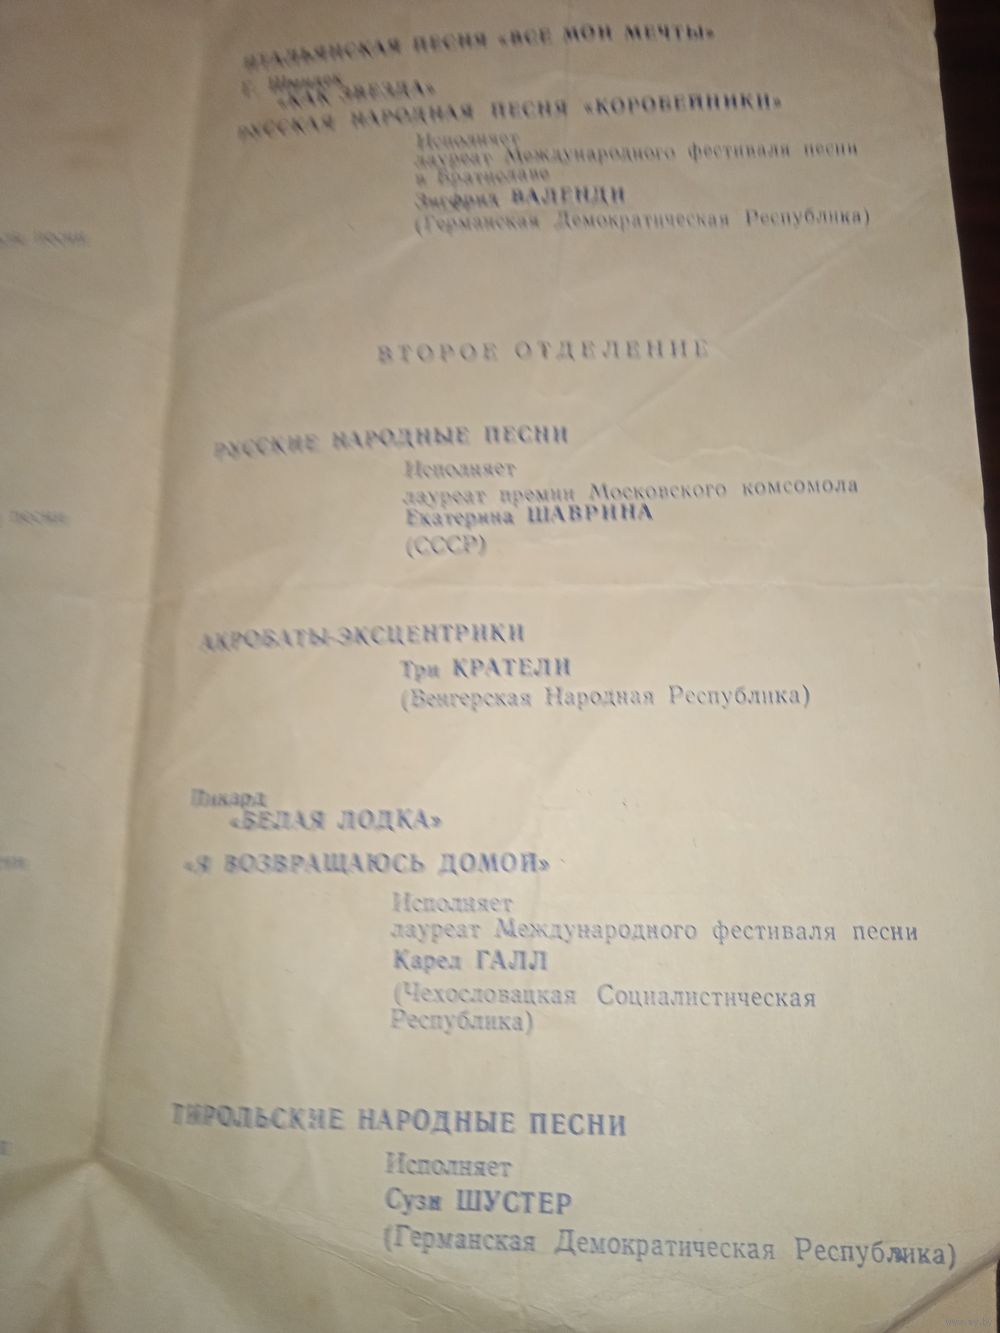 ИТАЛЬЯНСКАЯ ПЕСНЯ «ВСЕ МОИ МЕЧТЫ»
Г.
«КАК ЗВЕЗДА»
РУССКАЯ НАРОДНАЯ ПЕСНЯ «КОРОБЕЙНИКИ»
Исполняет
лауреат Международного фестиваля песни
в Братиславе
Зигфрид ВАЛЕНДИ
(Германская Демократическая Республика)
ВТОРОЕ ОТДЕЛЕНИЕ
РУССКИЕ НАРОДНЫЕ ПЕСНИ
Исполняет
лауреат премии Московского комсомола
Екатерина ШАВРИНА
(СССР)
АКРОБАТЫ-ЭКСЦЕНТРИКИ
Три КРАТЕЛИ
(Венгерская Народная Республика)
Пикард
«БЕЛАЯ ЛОДКА»
«Я ВОЗВРАЩАЮСЬ ДОМОЙ»
Исполняет
лауреат Международного фестиваля песни
Карел ГАЛЛ
(Чехословацкая Социалистическая
Республика)
ТИРОЛЬСКИЕ НАРОДНЫЕ ПЕСНИ
Исполняет
Сузи ШУСТЕР
(Германская Демократическая Республика)
песни